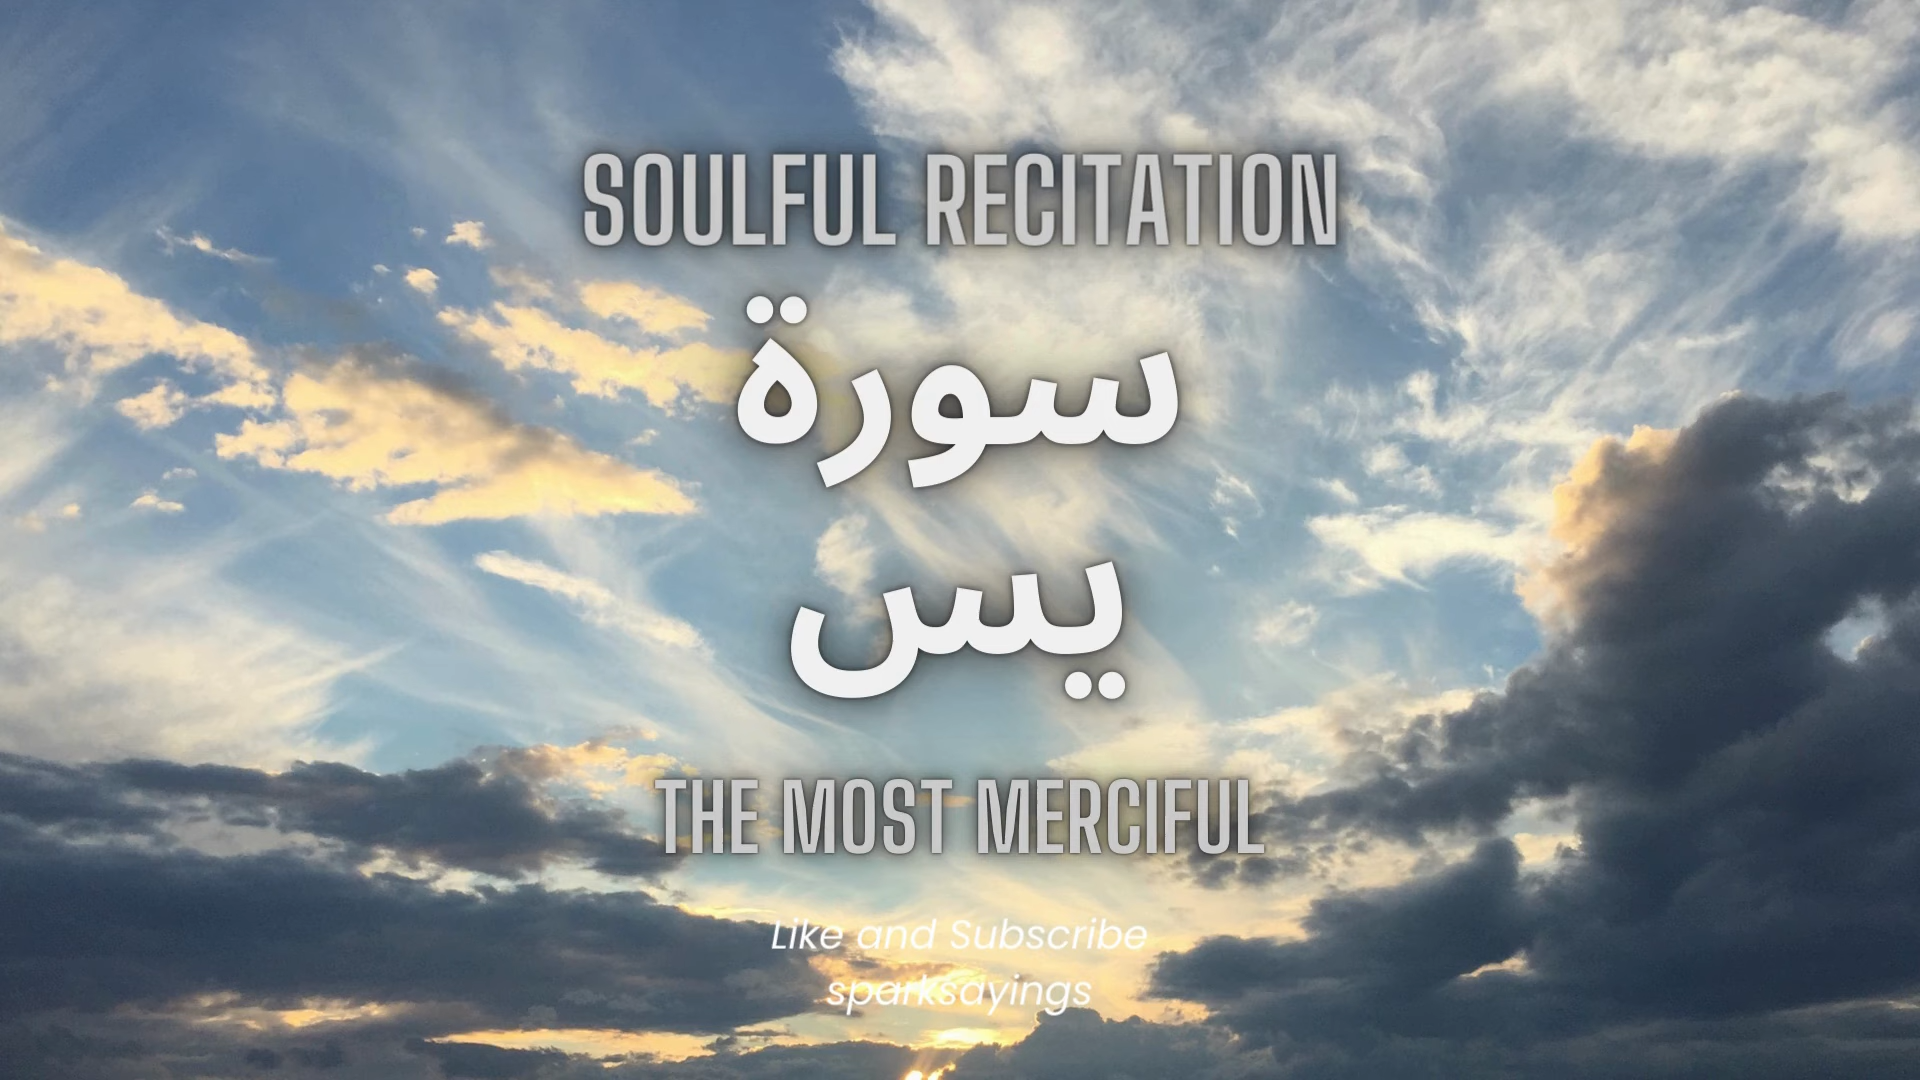 SOULFUL RECITATION
سورة
يس
THE MOST MERCIFUL
Like and Subscribe
sparksayings